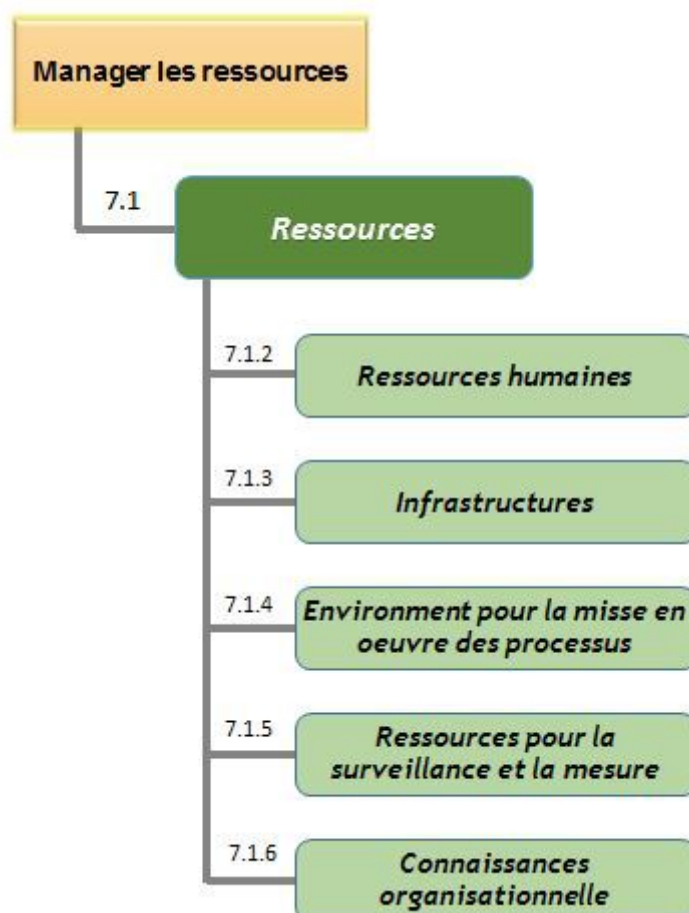 Manager les ressources
7.1
Ressources
7.1.2
Ressources humaines
7.1.3
Infrastructures
7.1.4
Environment pour la misse en
oeuvre des processus
7.1.5
Ressources pour la
surveillance et la mesure
7.1.6
Connaissances
organisationnelle